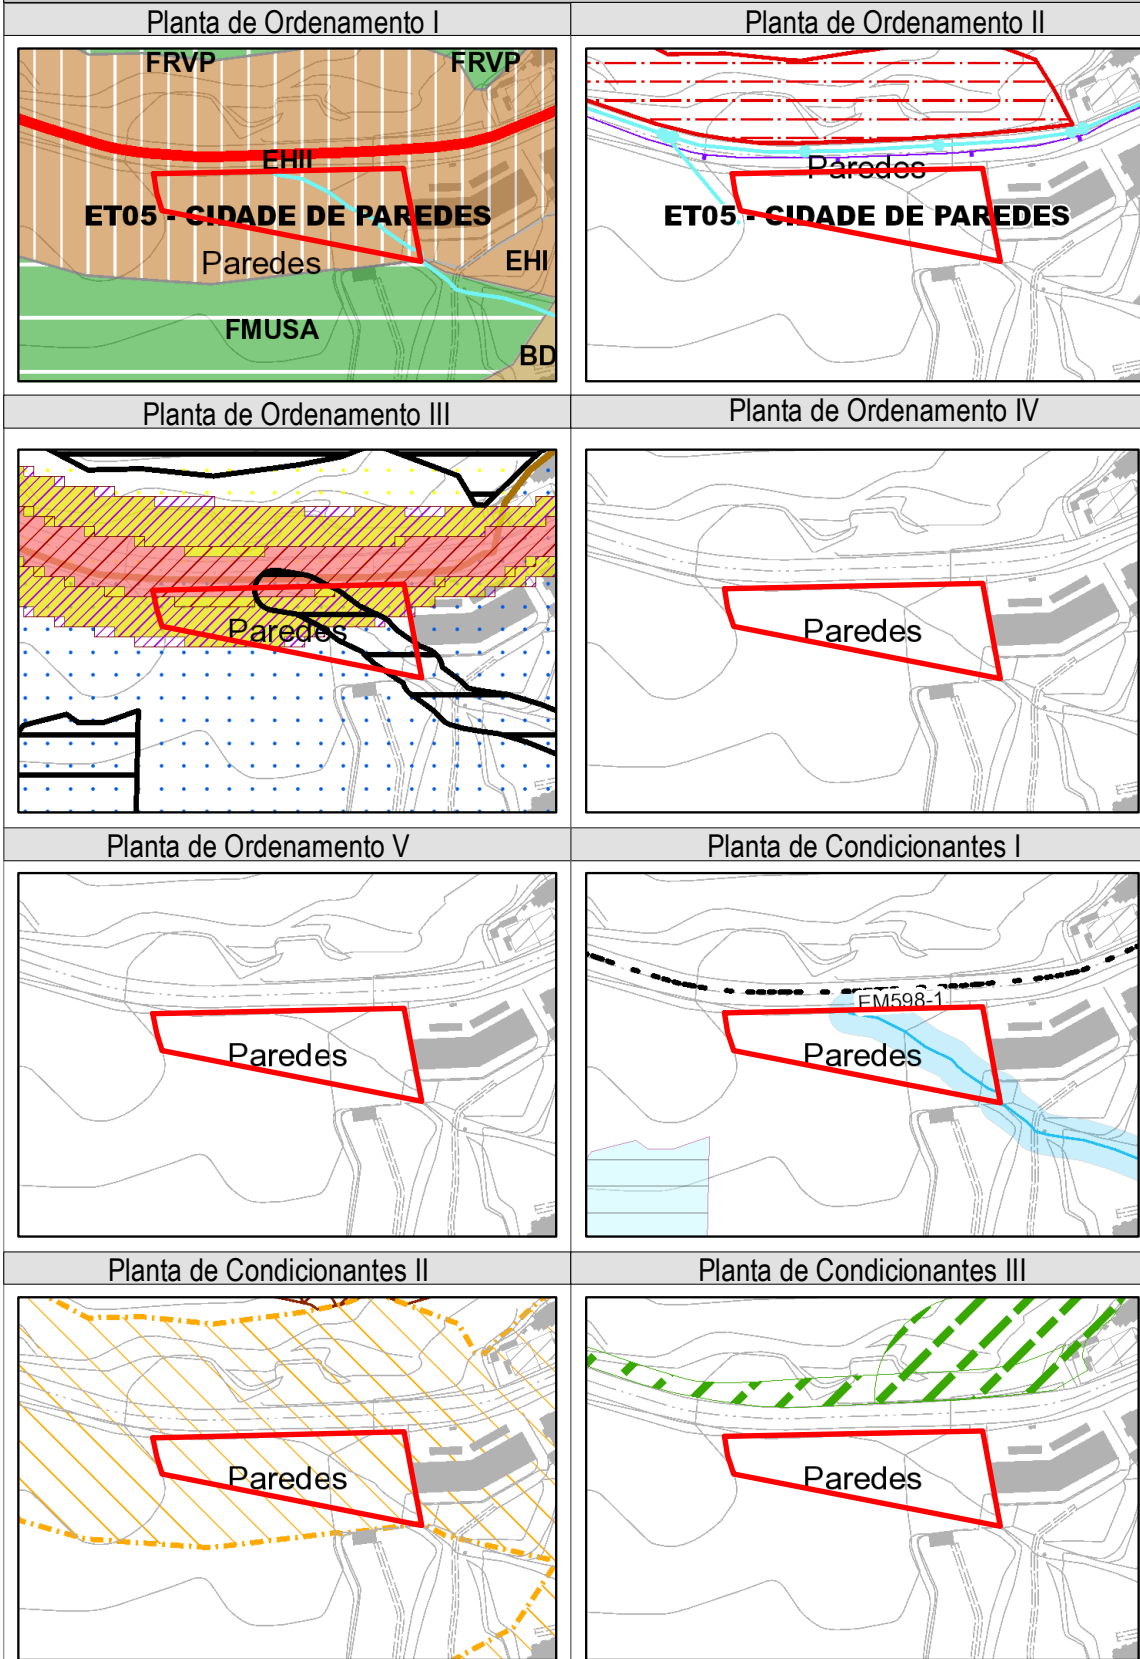 Planta de Ordenamento I
Planta de Ordenamento II
FRVP
FRVP
EHII
ET05 - CIDADE DE PAREDES
Paredes
EHI
FMUSA
BD
Paredes
ET05 - CIDADE DE PAREDES
Planta de Ordenamento III
Planta de Ordenamento IV
Paredes
Paredes
Planta de Ordenamento V
Planta de Condicionantes I
Paredes
EM598-1
Paredes
Planta de Condicionantes II
Planta de Condicionantes III
Paredes
Paredes